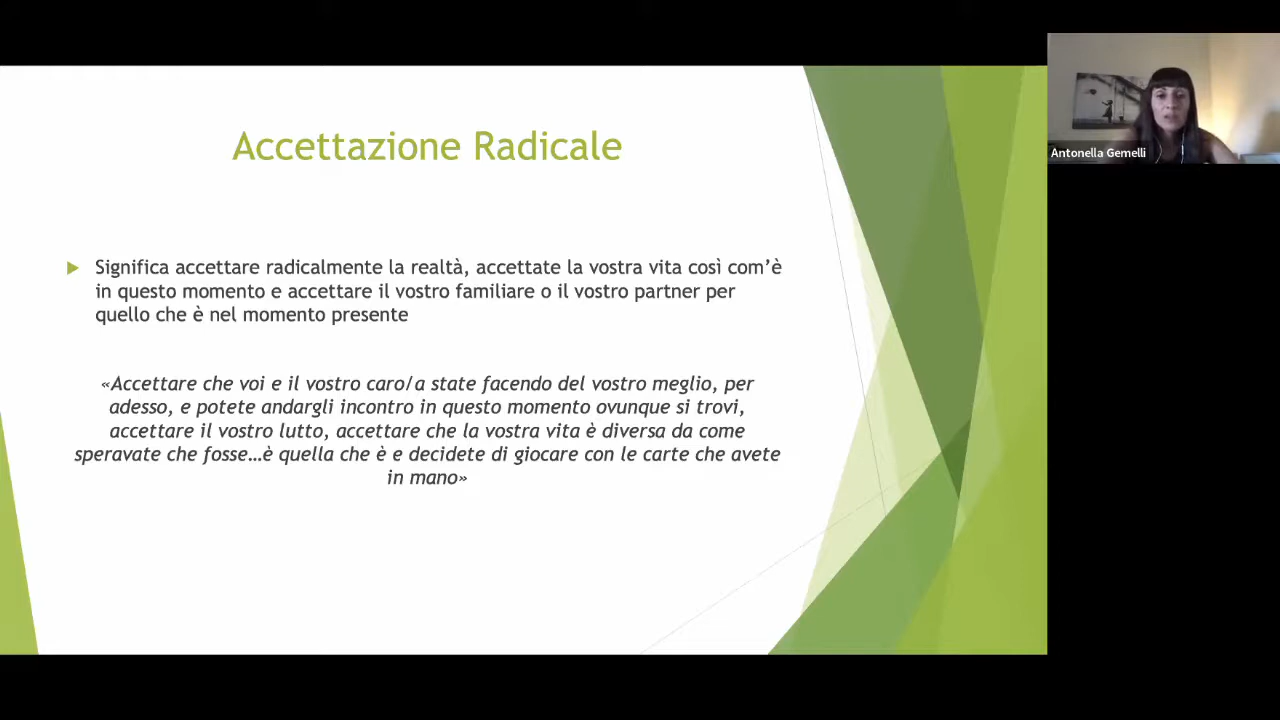 Accettazione Radicale
Significa accettare radicalmente la realtà, accettate la vostra vita così com’è
in questo momento e accettare il vostro familiare o il vostro partner per
quello che è nel momento presente
«Accettare che voi e il vostro caro/a state facendo del vostro meglio, per
adesso, e potete andargli incontro in questo momento ovunque si trovi,
accettare il vostro lutto, accettare che la vostra vita è diversa da come
speravate che fosse…è quella che è e decidete di giocare con le carte che avete
in mano»
Antonella Gemelli